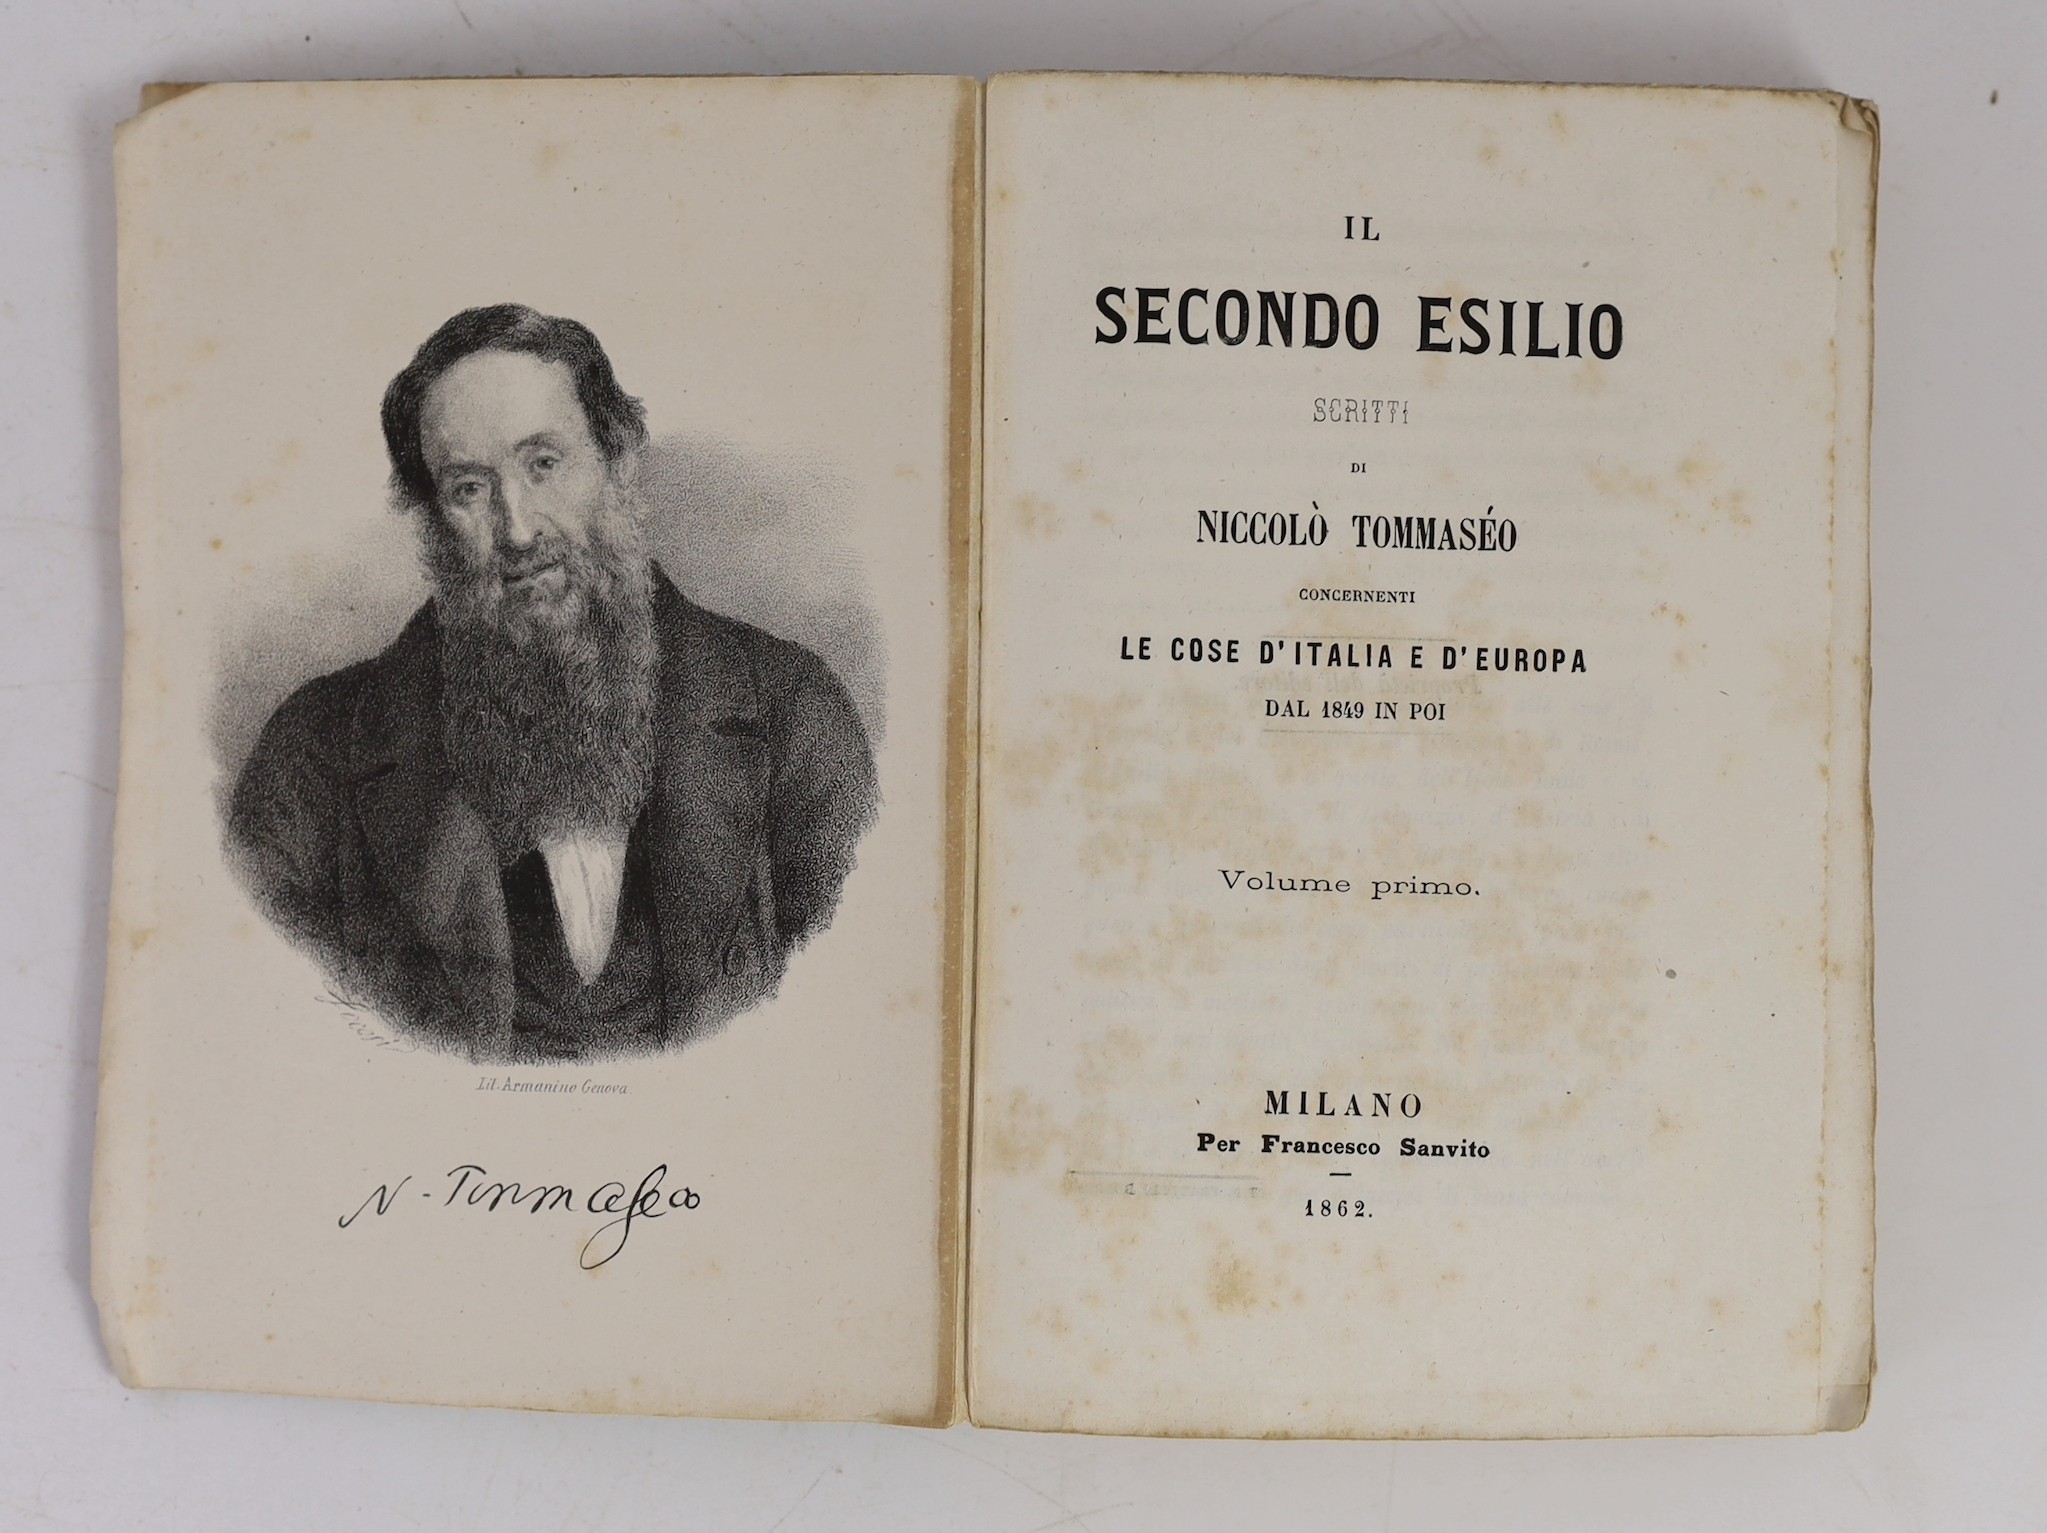 Lit. Armanino Genova.
N. Tommaseo
IL
SECONDO ESILIO
SCRITTI
DI
NICCOLÒ TOMMASÉO
CONCERNENTI
LE COSE D'ITALIA E D'EUROPA
DAL 1849 IN POI
Volume primo.
MILANO
Per Francesco Sanvito
1862.